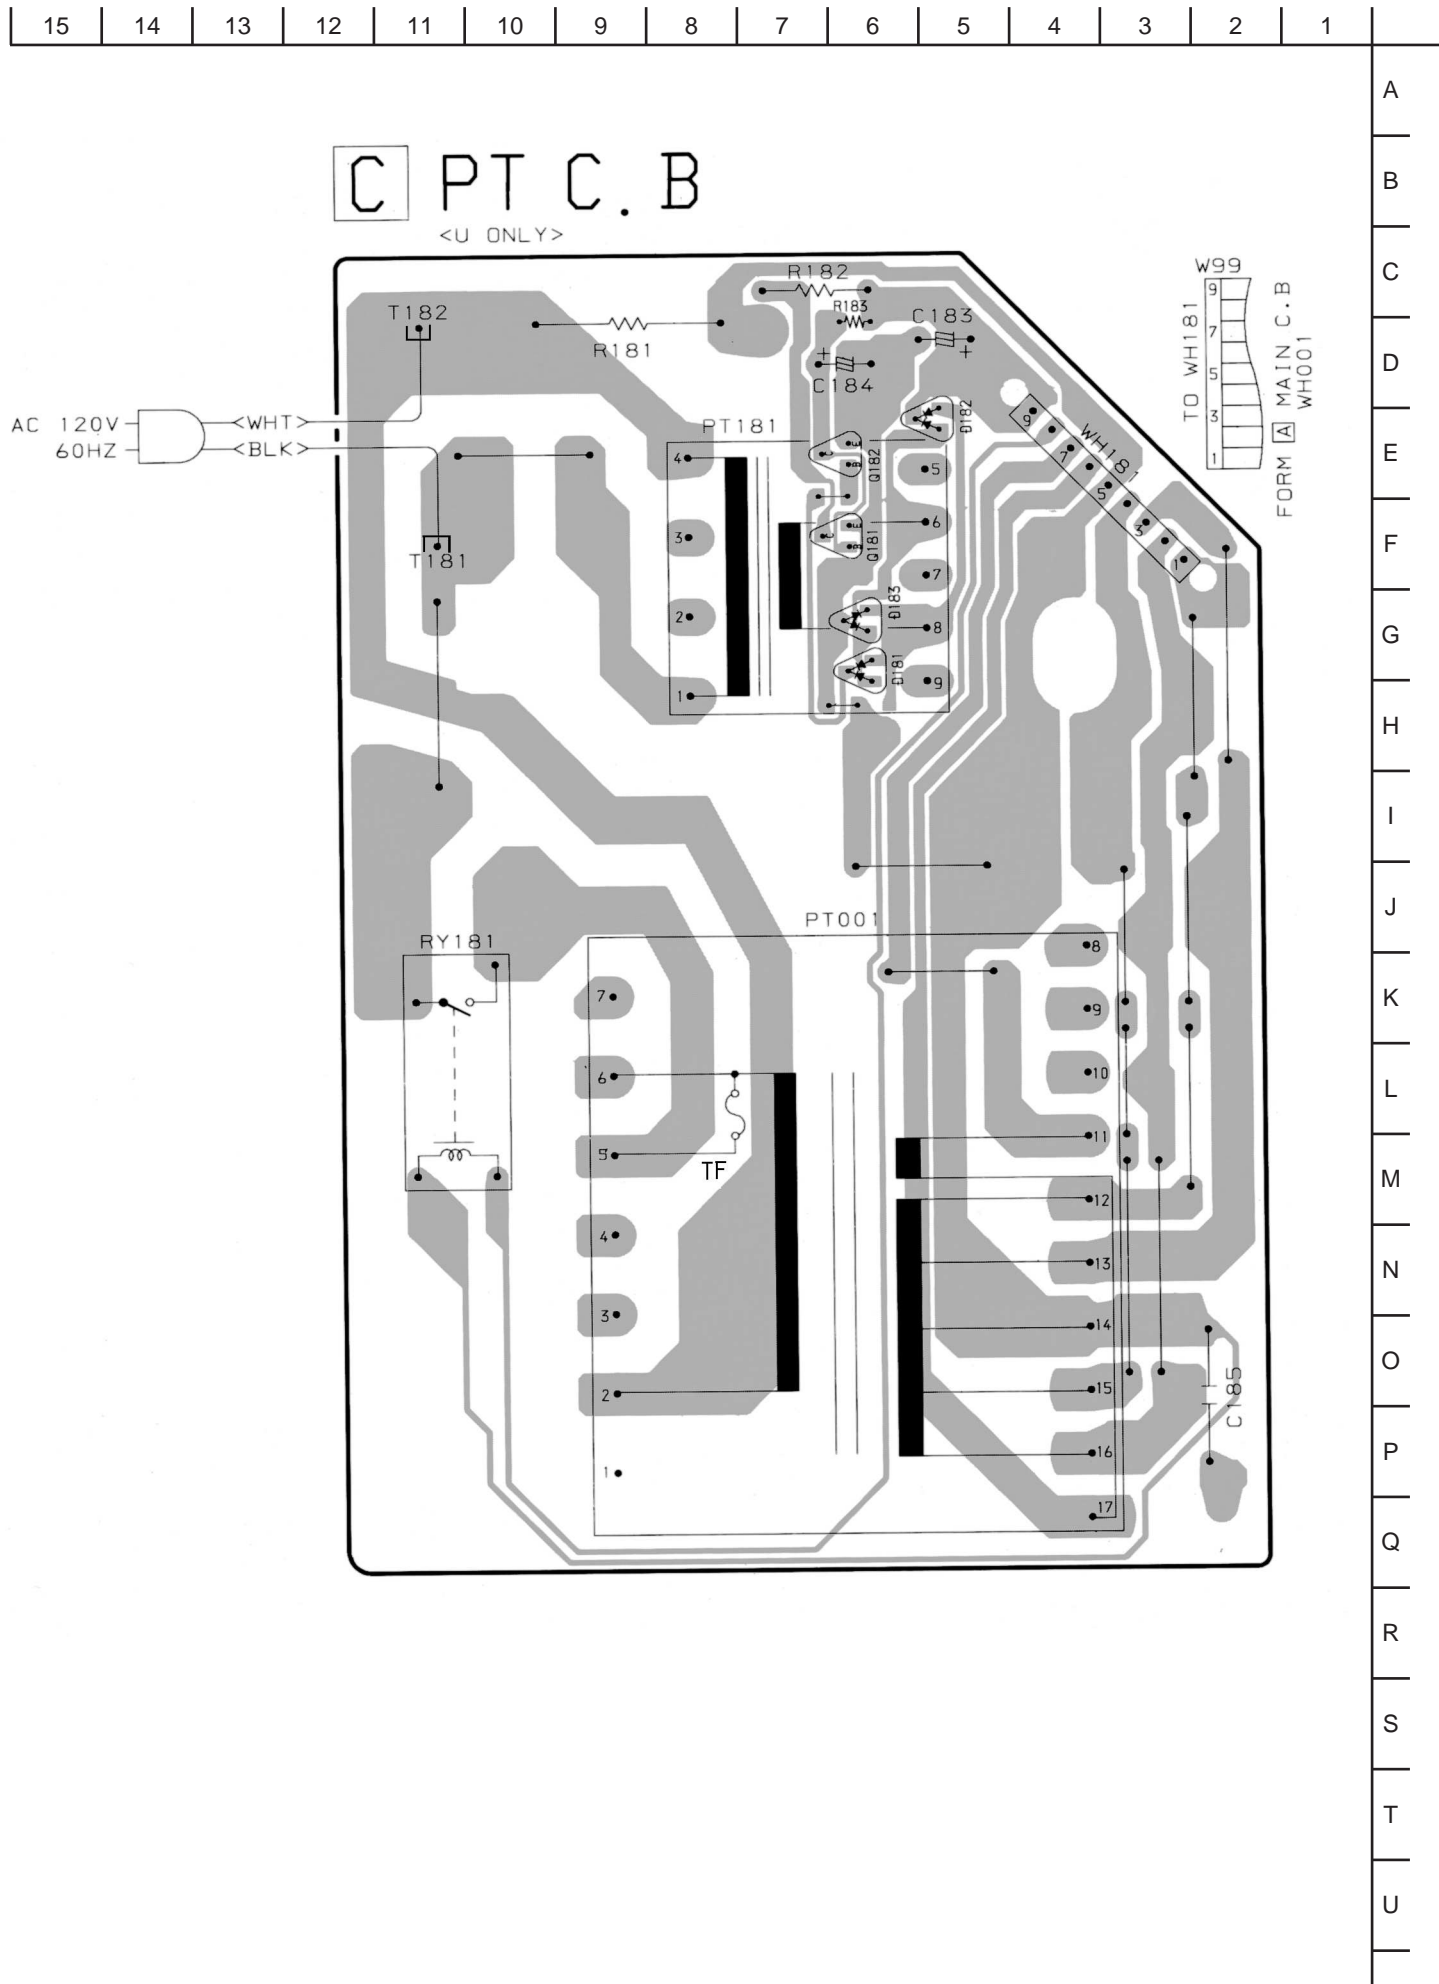 15 14 13 12 11 10 9 8 7 6 5 4 3 2 1
A
B
C
D
E
F
G
H
I
J
K
L
M
N
O
P
Q
R
S
T
U
C PT C.B
<U ONLY>
AC 120V
60HZ
<WHT>
<BLK>
T182
T181
R181
R182
R183
C183
C184
PT181
4
3
2
1
5
6
7
8
9
D182
Q182
C
E
B
Q181
C
E
B
D183
D181
WH181
9
7
5
3
1
W99
9
7
5
3
1
TO WH181
FORM A MAIN C.B
WH001
RY181
PT001
7
6
5
4
3
2
1
TF
8
9
10
11
12
13
14
15
16
17
C185